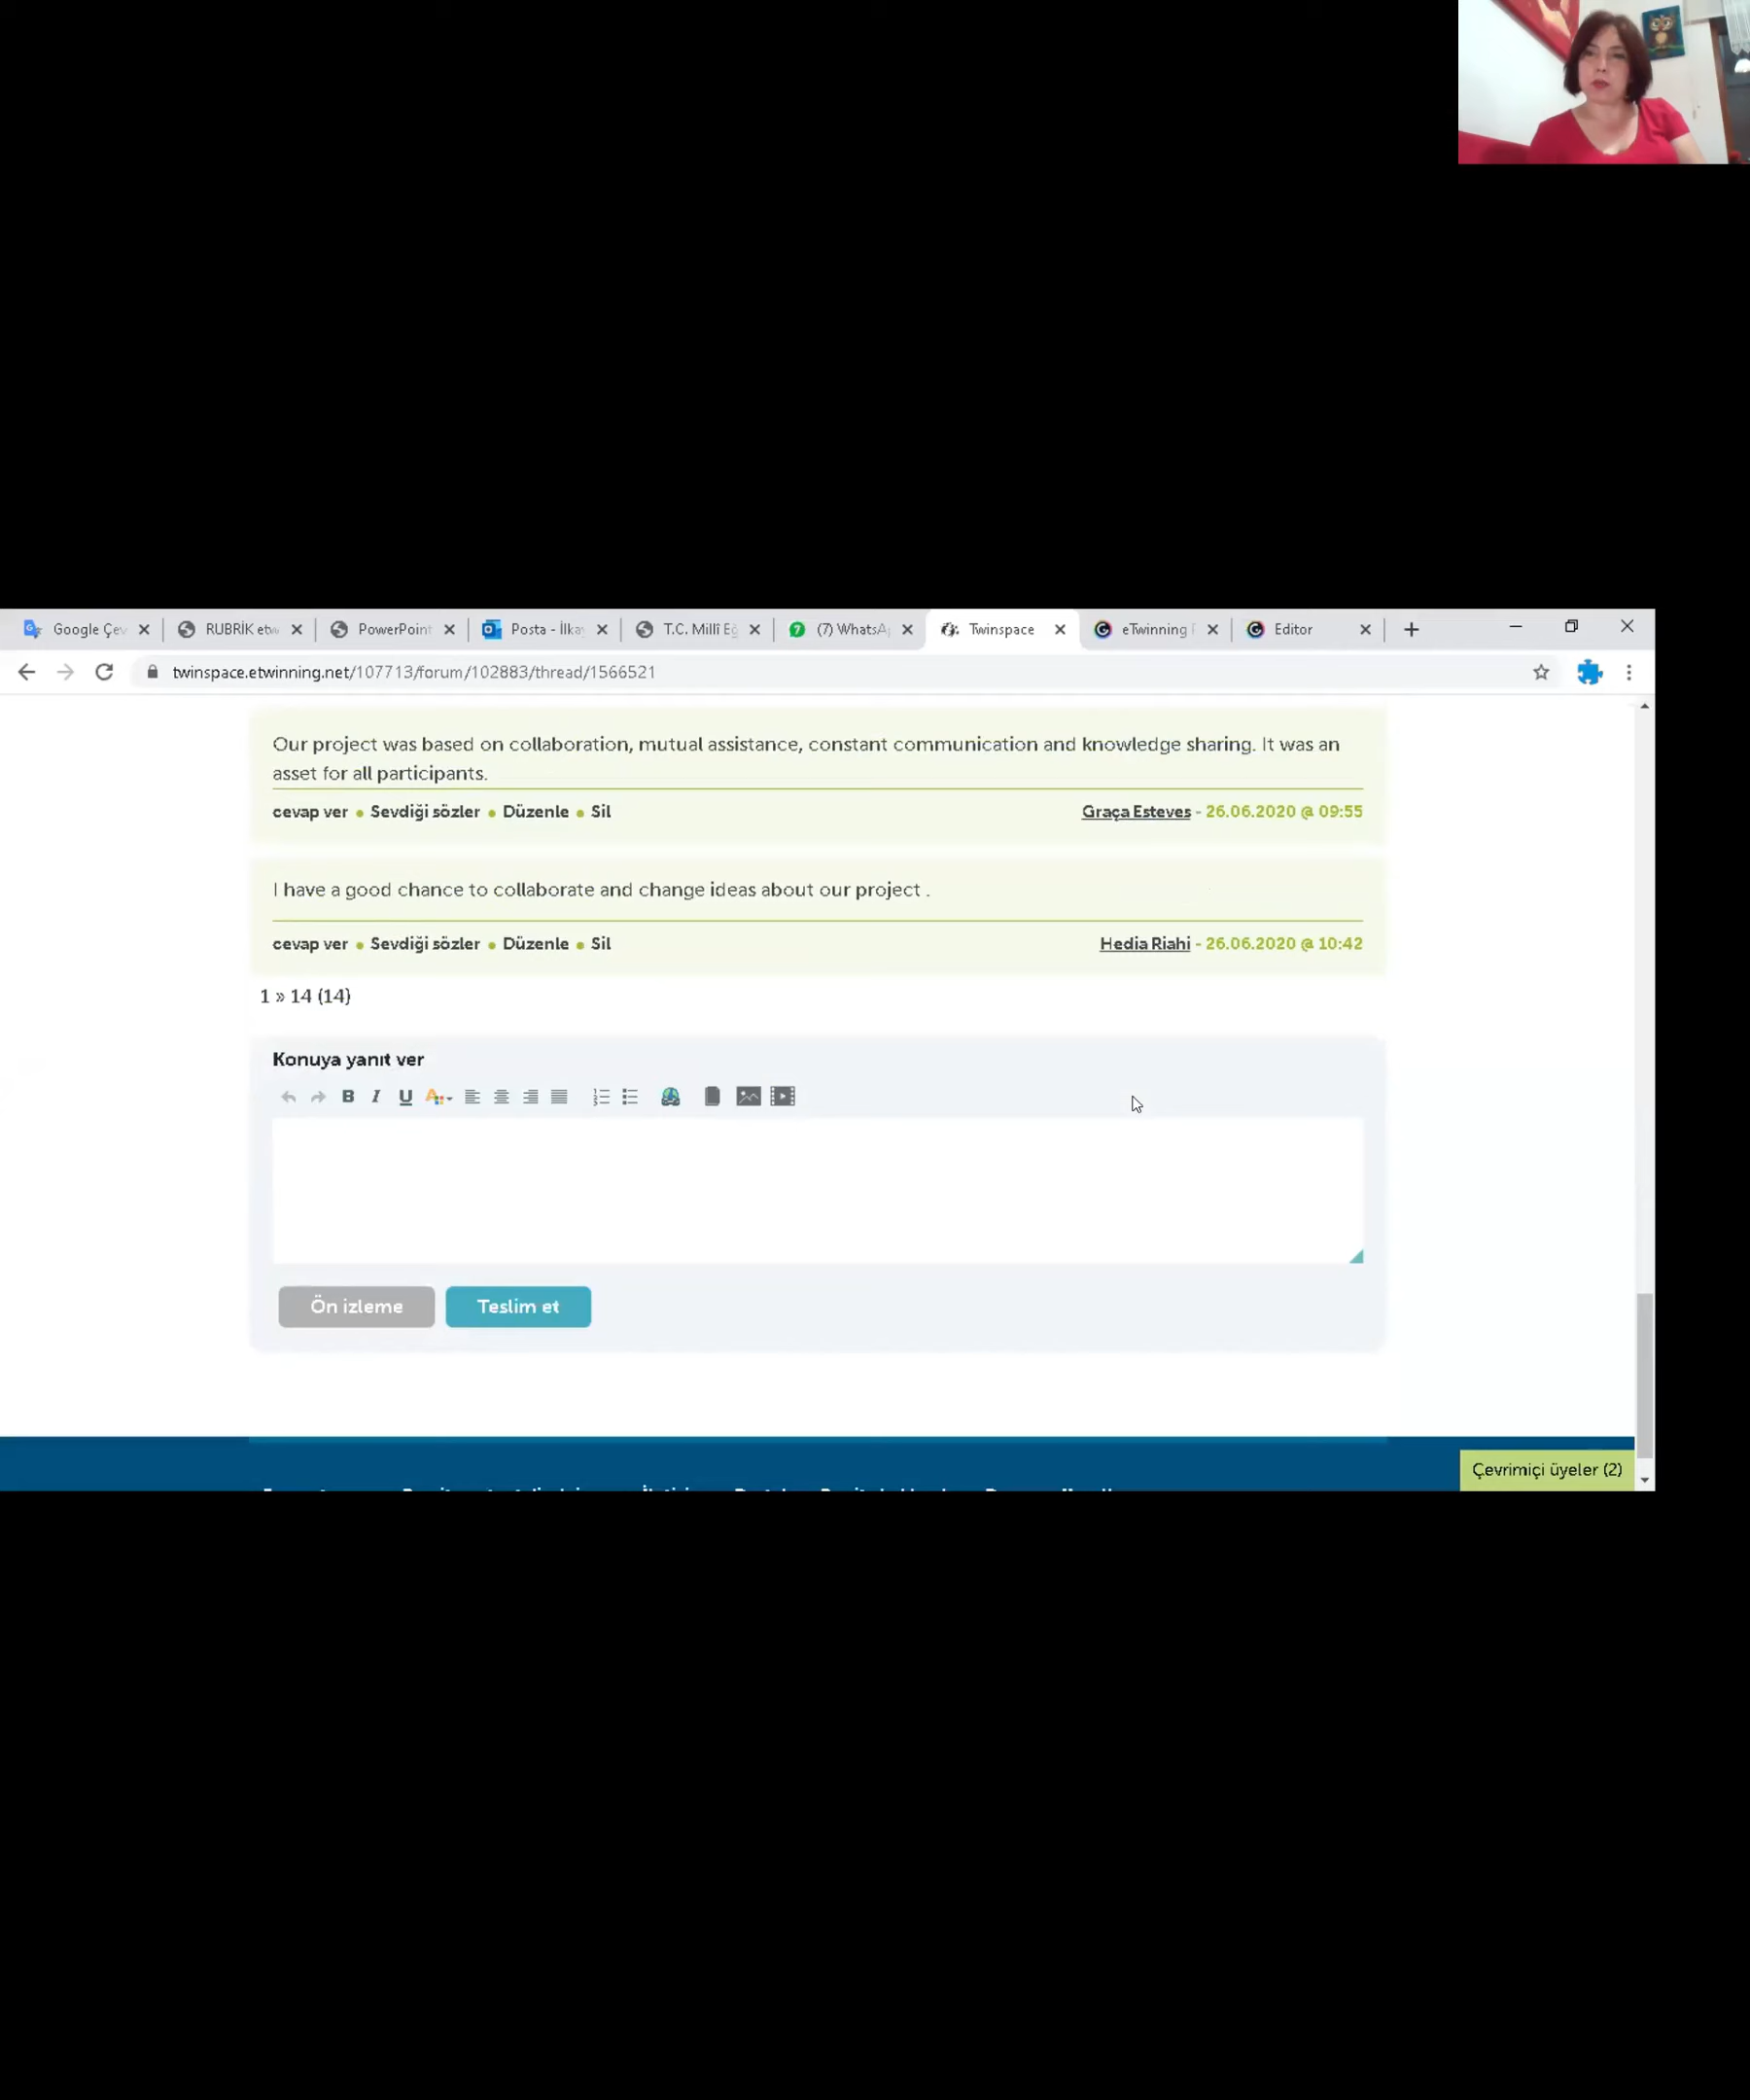 Google Çev
RUBRİK etw
PowerPoint
Posta - İlka
T.C. Millî Eğ
(7) WhatsA
Twinspace
eTwinning
Editor
twinspace.etwinning.net/107713/forum/102883/thread/1566521
Our project was based on collaboration, mutual assistance, constant communication and knowledge sharing. It was an
asset for all participants.
cevap ver • Sevdiği sözler • Düzenle • Sil
Graça Esteves - 26.06.2020 @ 09:55
I have a good chance to collaborate and change ideas about our project .
cevap ver • Sevdiği sözler • Düzenle • Sil
Hedia Riahi - 26.06.2020 @ 10:42
1 » 14 (14)
Konuya yanıt ver
B I U A
Ön izleme
Teslim et
Çevrimiçi üyeler (2)